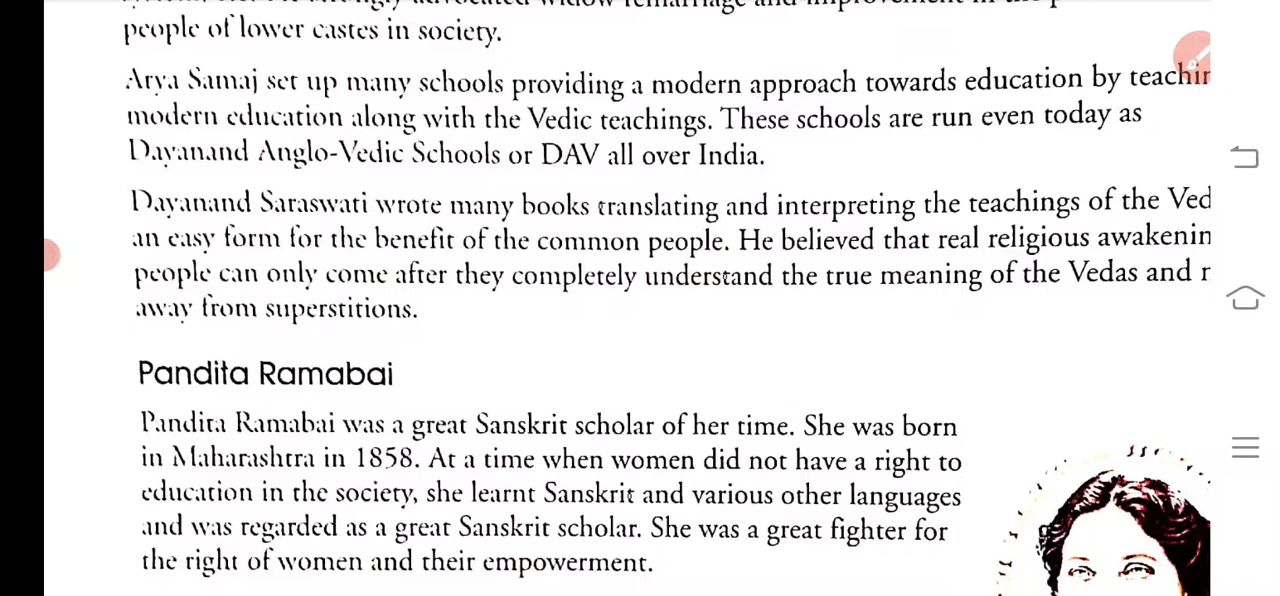 people of lower castes in society.
Arya Samaj set up many schools providing a modern approach towards education by
modern education along with the Vedic teachings. These schools are run even today as
Dayanand Anglo-Vedic Schools or DAV all over India.
Dayanand Saraswati wrote many books translating and interpreting the teachings of the
an easy form for the benefit of the common people. He believed that real religious
people can only come after they completely understand the true meaning of the Vedas and
away from superstitions.
Pandita Ramabai
Pandita Ramabai was a great Sanskrit scholar of her time. She was born
in Maharashtra in 1858. At a time when women did not have a right to
education in the society, she learnt Sanskrit and various other languages
and was regarded as a great Sanskrit scholar. She was a great fighter for
the right of women and their empowerment.